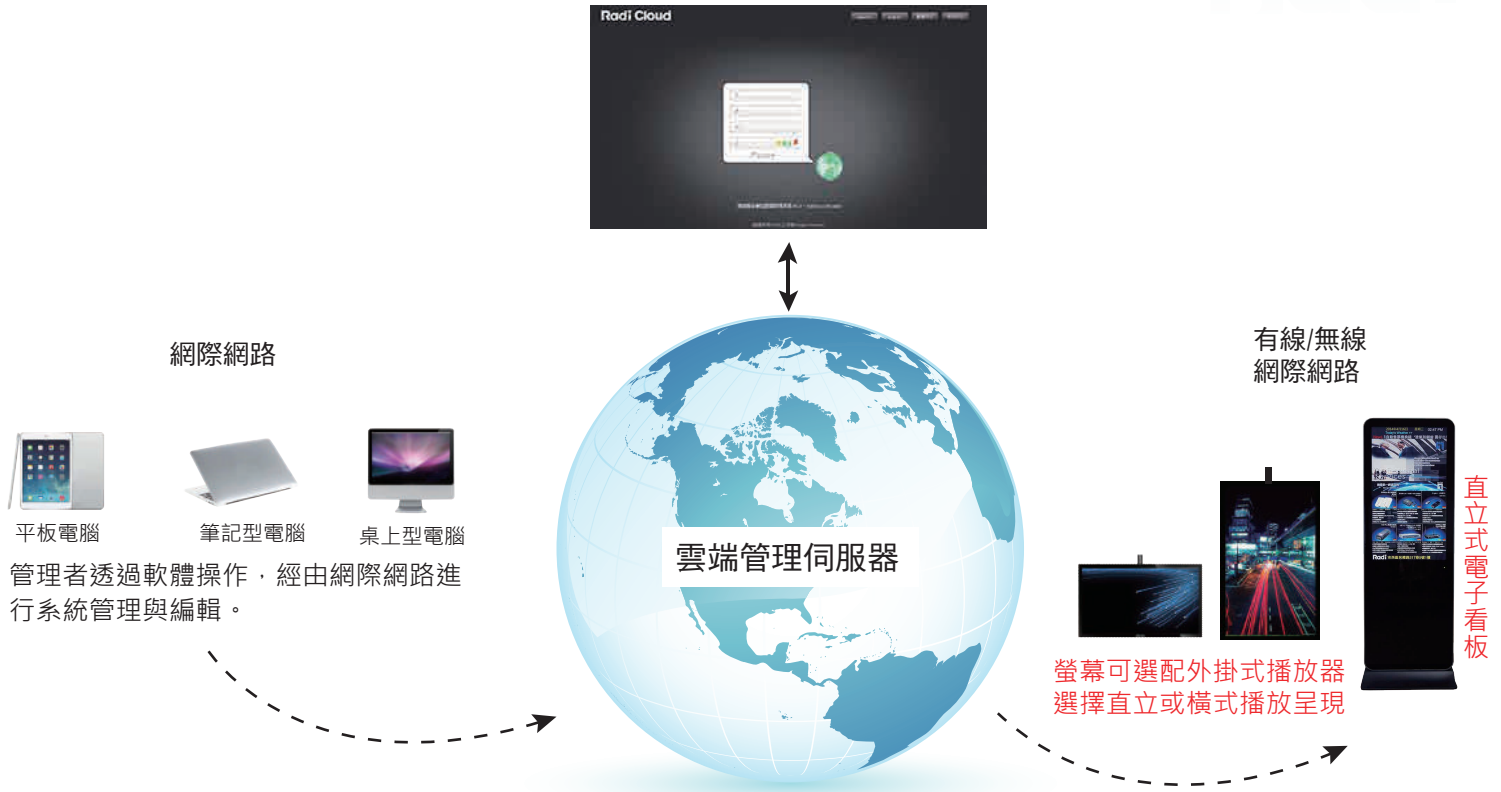 Radi Cloud
網際網路
平板電腦
筆記型電腦
桌上型電腦
管理者透過軟體操作，經由網際網路進
行系統管理與編輯。
雲端管理伺服器
有線/無線
網際網路
螢幕可選配外掛式播放器
選擇直立或橫式播放呈現
直立式電子看板
Radi